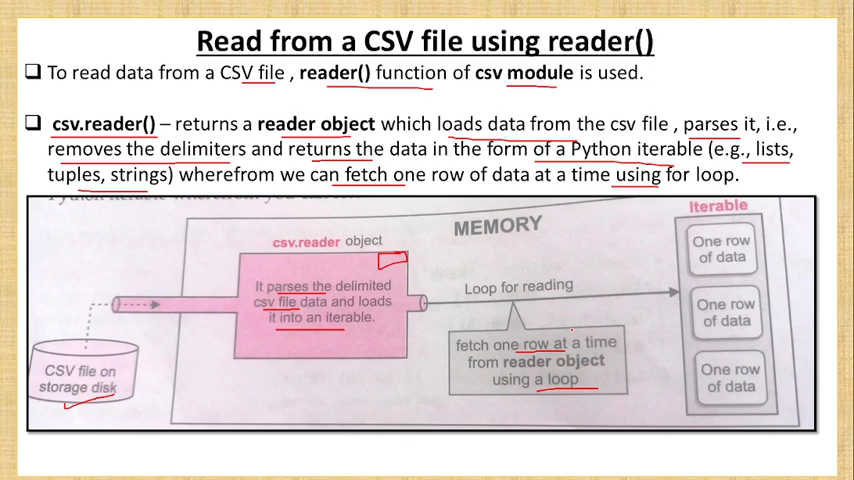 Read from a CSV file using reader()
❑ To read data from a CSV file , reader() function of csv module is used.
❑ csv.reader() – returns a reader object which loads data from the csv file , parses it, i.e.,
removes the delimiters and returns the data in the form of a Python iterable (e.g., lists,
tuples, strings) wherefrom we can fetch one row of data at a time using for loop.
csv.reader object
MEMORY
Iterable
It parses the delimited
csv file data and loads
it into an iterable.
Loop for reading
One row
of data
One row
of data
One row
of data
fetch one row at a time
from reader object
using a loop
CSV file on
storage disk